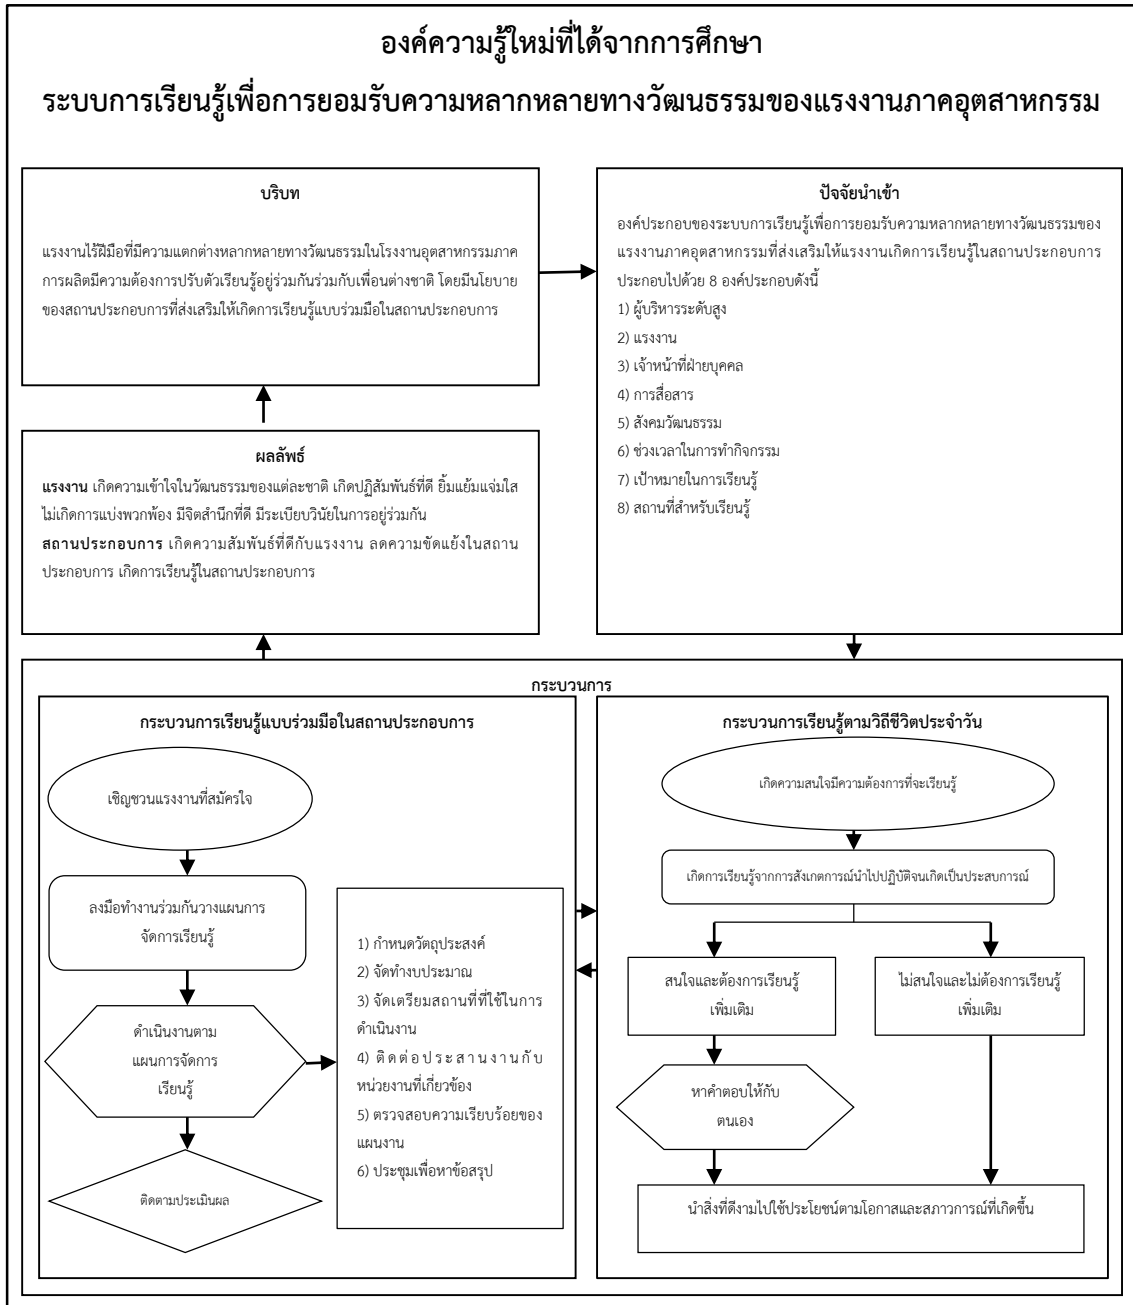 องค์ความรู้ใหม่ที่ได้จากการศึกษา
ระบบการเรียนรู้เพื่อการยอมรับความหลากหลายทางวัฒนธรรมของแรงงานภาคอุตสาหกรรม
บริบท
แรงงานไร้ฝีมือที่มีความแตกต่างหลากหลายทางวัฒนธรรมในโรงงานอุตสาหกรรมภาค
การผลิตมีความต้องการปรับตัวเรียนรู้อยู่ร่วมกันร่วมกับเพื่อนต่างชาติ โดยมีนโยบาย
ของสถานประกอบการที่ส่งเสริมให้เกิดการเรียนรู้แบบร่วมมือในสถานประกอบการ
ปัจจัยนำเข้า
องค์ประกอบของระบบการเรียนรู้เพื่อการยอมรับความหลากหลายทางวัฒนธรรมของ
แรงงานภาคอุตสาหกรรมที่ส่งเสริมให้แรงงานเกิดการเรียนรู้ในสถานประกอบการ
ประกอบไปด้วย 8 องค์ประกอบดังนี้
1) ผู้บริหารระดับสูง
2) แรงงาน
3) เจ้าหน้าที่ฝ่ายบุคคล
4) การสื่อสาร
5) สังคมวัฒนธรรม
6) ช่วงเวลาในการทำกิจกรรม
7) เป้าหมายในการเรียนรู้
8) สถานที่สำหรับเรียนรู้
ผลลัพธ์
แรงงาน เกิดความเข้าใจในวัฒนธรรมของแต่ละชาติ เกิดปฏิสัมพันธ์ที่ดี ยิ้มแย้มแจ่มใส
ไม่เกิดการแบ่งพวกพ้อง มีจิตสำนึกที่ดี มีระเบียบวินัยในการอยู่ร่วมกัน
สถานประกอบการ เกิดความสัมพันธ์ที่ดีกับแรงงาน ลดความขัดแย้งในสถาน
ประกอบการ เกิดการเรียนรู้ในสถานประกอบการ
กระบวนการ
กระบวนการเรียนรู้แบบร่วมมือในสถานประกอบการ
เชิญชวนแรงงานที่สมัครใจ
ลงมือทำงานร่วมกันวางแผนการ
จัดการเรียนรู้
ดำเนินงานตาม
แผนการจัดการ
เรียนรู้
ติดตามประเมินผล
1) กำหนดวัตถุประสงค์
2) จัดทำงบประมาณ
3) จัดเตรียมสถานที่ที่ใช้ในการ
ดำเนินงาน
4) ติดต่อประสานงานกับ
หน่วยงานที่เกี่ยวข้อง
5) ตรวจสอบความเรียบร้อยของ
แผนงาน
6) ประชุมเพื่อหาข้อสรุป
กระบวนการเรียนรู้ตามวิถีชีวิตประจำวัน
เกิดความสนใจมีความต้องการที่จะเรียนรู้
เกิดการเรียนรู้จากการสังเกตการณ์นำไปปฏิบัติจนเกิดเป็นประสบการณ์
สนใจและต้องการเรียนรู้
เพิ่มเติม
ไม่สนใจและไม่ต้องการเรียนรู้
เพิ่มเติม
หาคำตอบให้กับ
ตนเอง
นำสิ่งที่ดีงามไปใช้ประโยชน์ตามโอกาสและสภาวการณ์ที่เกิดขึ้น